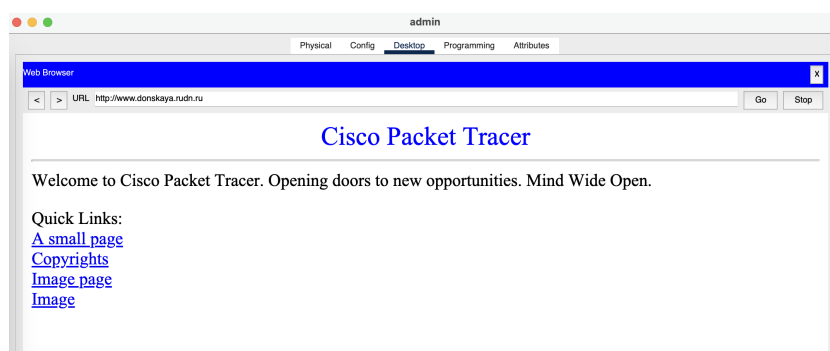 admin
Physical Config Desktop Programming Attributes
Web Browser X
< > URL http://www.donskaya.rudn.ru Go Stop
Cisco Packet Tracer
Welcome to Cisco Packet Tracer. Opening doors to new opportunities. Mind Wide Open.
Quick Links:
A small page
Copyrights
Image page
Image